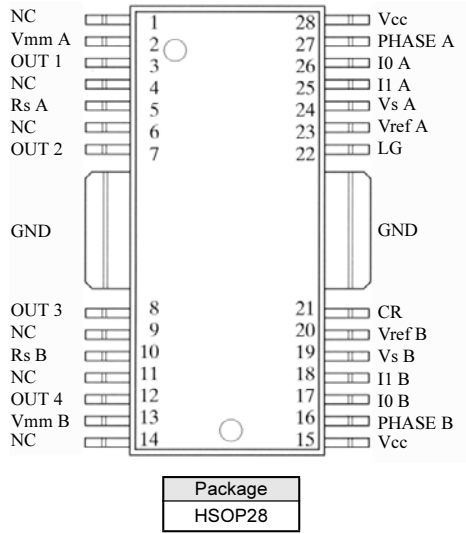 NC 1 28 Vcc
Vmm A 2 27 PHASE A
OUT 1 3 26 I0 A
NC 4 25 I1 A
Rs A 5 24 Vs A
NC 6 23 Vref A
OUT 2 7 22 LG
GND GND
OUT 3 8 21 CR
NC 9 20 Vref B
Rs B 10 19 Vs B
NC 11 18 I1 B
OUT 4 12 17 I0 B
Vmm B 13 16 PHASE B
NC 14 15 Vcc
Package
HSOP28